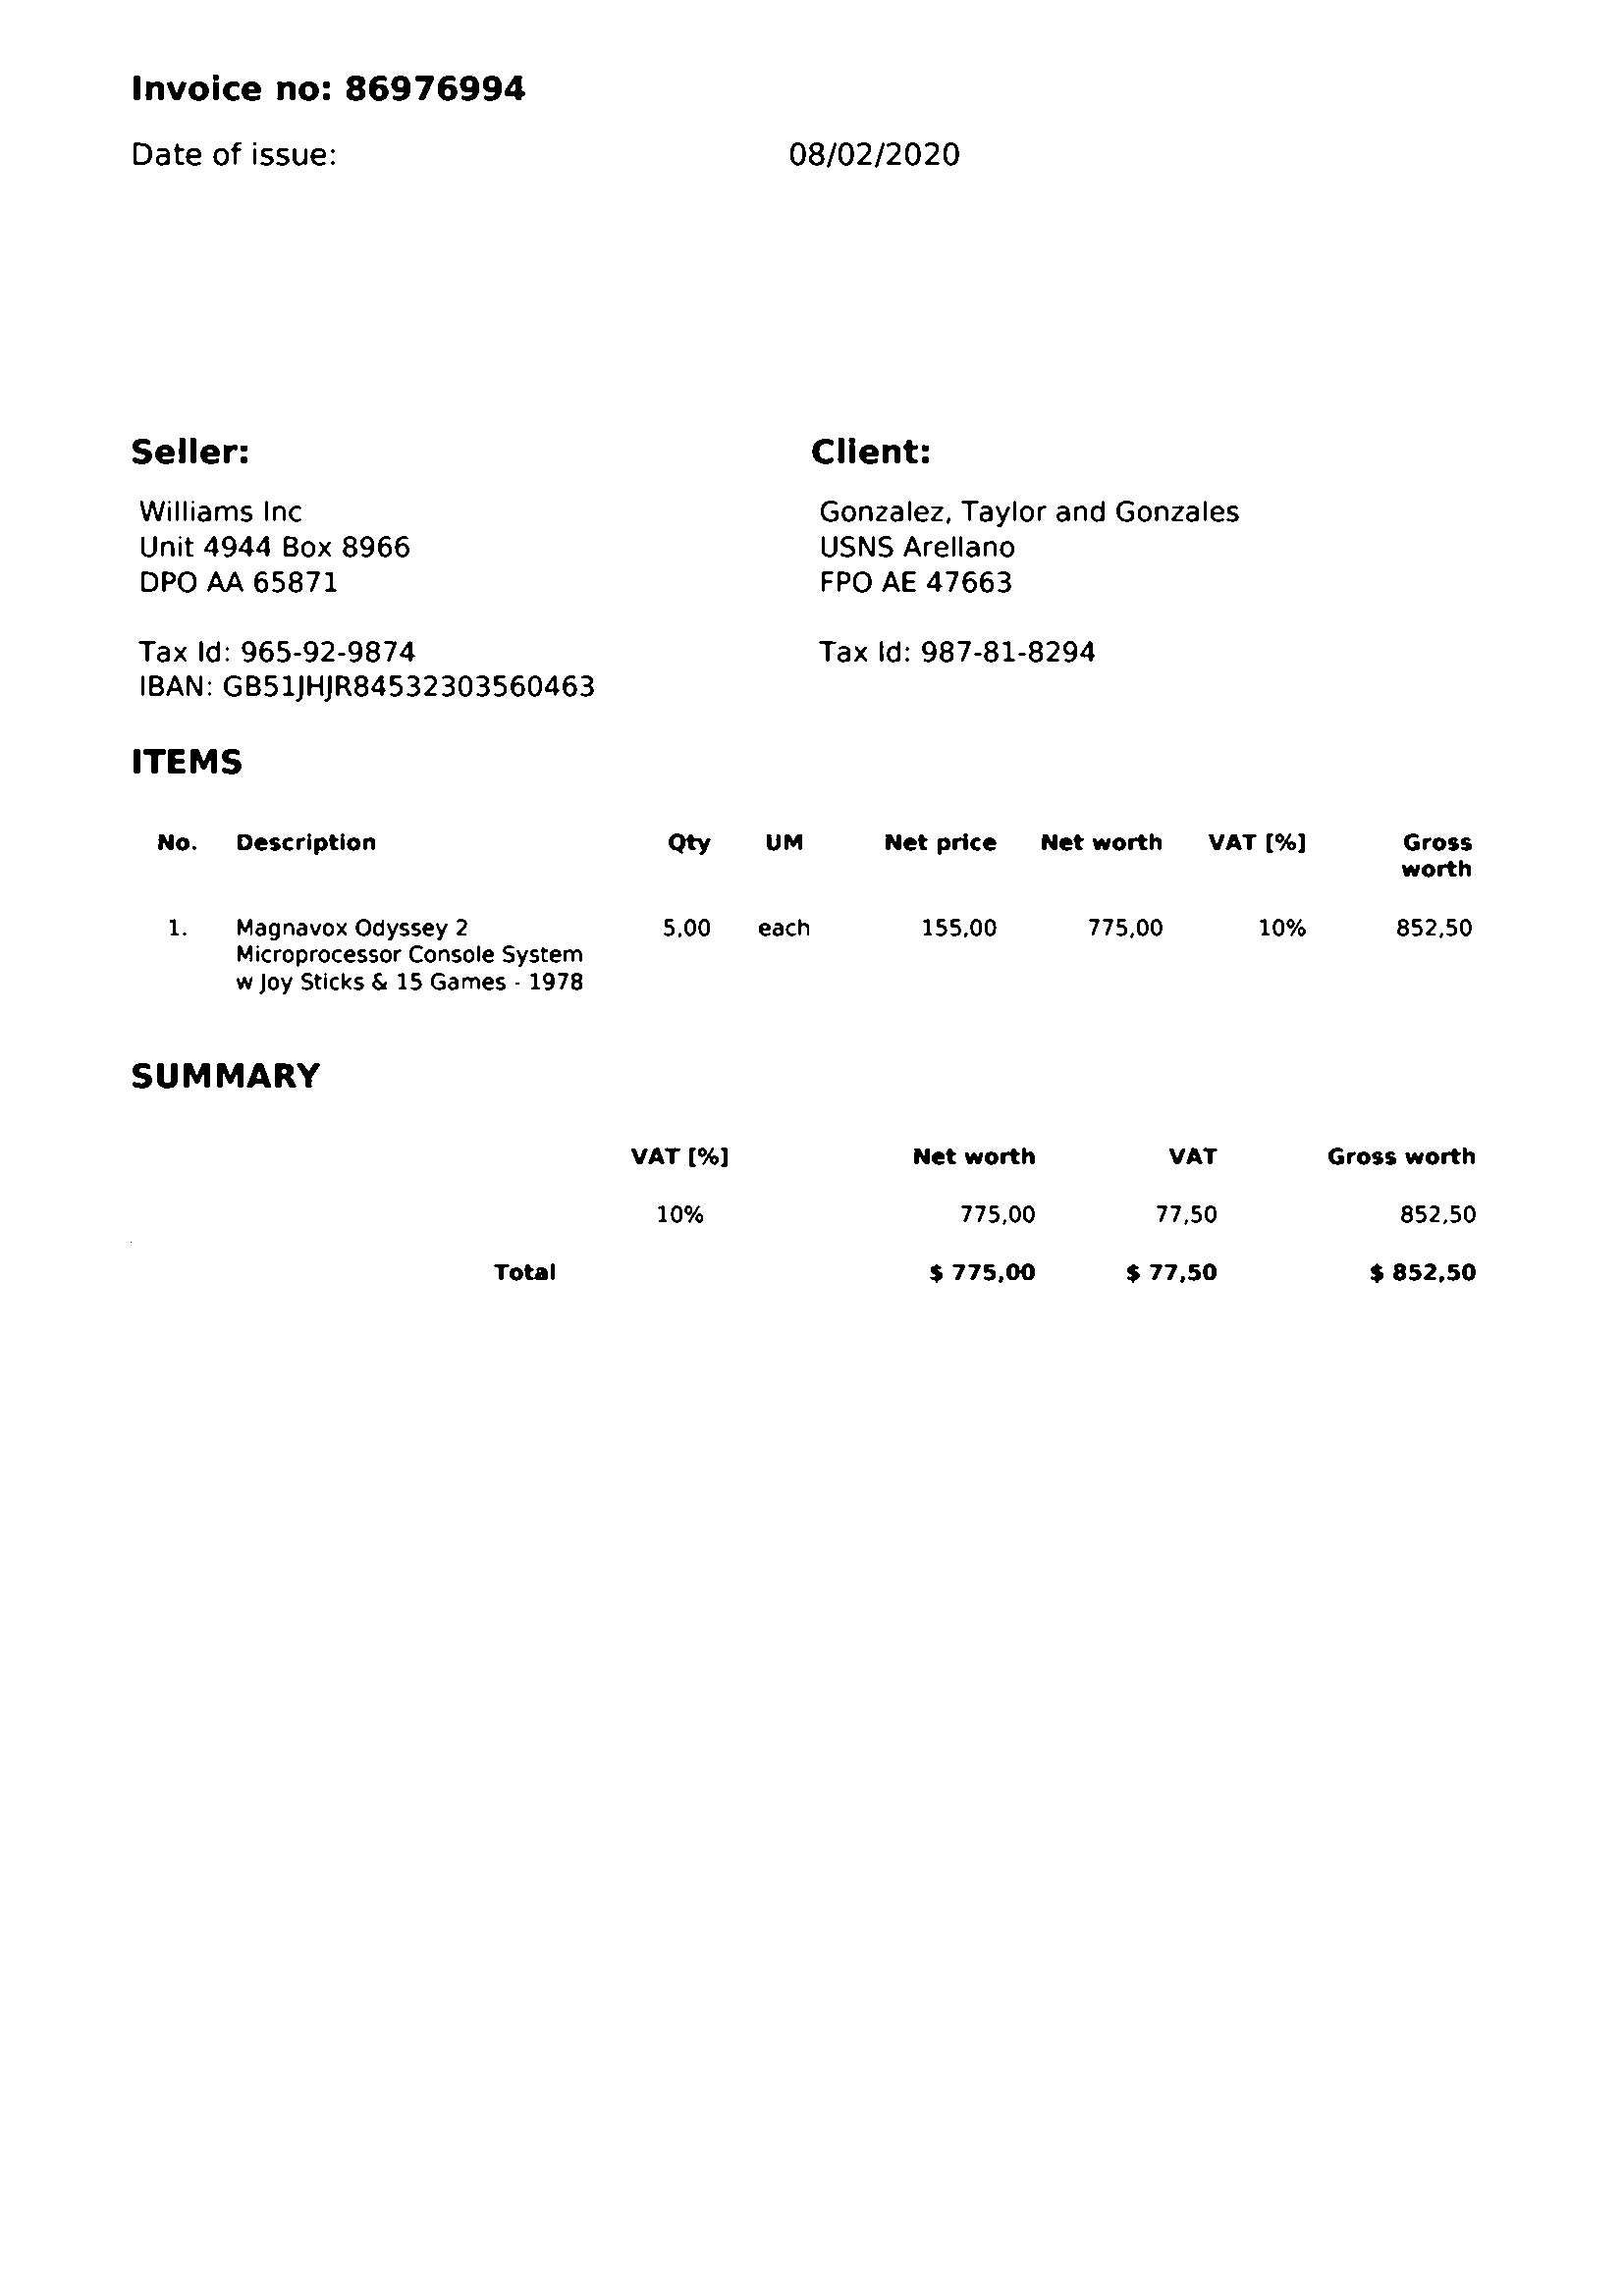 Invoice no: 86976994
Date of issue: 08/02/2020
Seller:
Williams Inc
Unit 4944 Box 8966
DPO AA 65871
Tax Id: 965-92-9874
IBAN: GB51JHJR84532303560463
Client:
Gonzalez, Taylor and Gonzales
USNS Arellano
FPO AE 47663
Tax Id: 987-81-8294
ITEMS
No. Description Qty UM Net price Net worth VAT [%] Gross
worth
1. Magnavox Odyssey 2 5,00 each 155,00 775,00 10% 852,50
Microprocessor Console System
w Joy Sticks & 15 Games - 1978
SUMMARY
VAT [%] Net worth VAT Gross worth
10% 775,00 77,50 852,50
Total $ 775,00 $ 77,50 $ 852,50